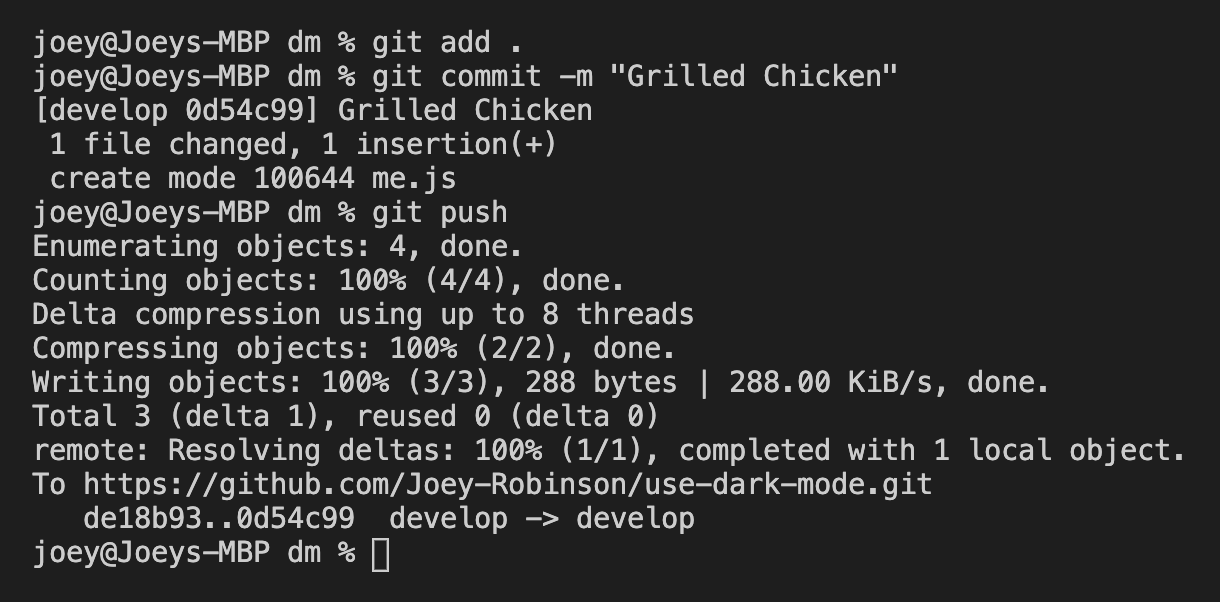 joey@Joeys-MBP dm % git add .
joey@Joeys-MBP dm % git commit -m "Grilled Chicken"
[develop 0d54c99] Grilled Chicken
 1 file changed, 1 insertion(+)
 create mode 100644 me.js
joey@Joeys-MBP dm % git push
Enumerating objects: 4, done.
Counting objects: 100% (4/4), done.
Delta compression using up to 8 threads
Compressing objects: 100% (2/2), done.
Writing objects: 100% (3/3), 288 bytes | 288.00 KiB/s, done.
Total 3 (delta 1), reused 0 (delta 0)
remote: Resolving deltas: 100% (1/1), completed with 1 local object.
To https://github.com/Joey-Robinson/use-dark-mode.git
   de18b93..0d54c99  develop -> develop
joey@Joeys-MBP dm %